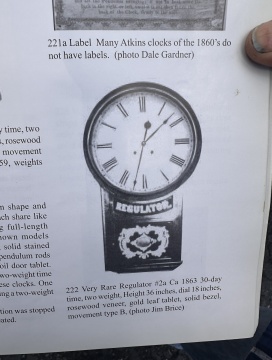 221a Label Many Atkins clocks of the 1860's do
not have labels. (photo Dale Gardner)
y time, two
, rosewood
movement
59, weights
n shape and
ch share like
g full-length
nown models
solid stained
pendulum rods
oil door tablet.
two-weight time
ese clocks. One
ng a two-weight
tion was stopped
ated.
REGULATOR.
222 Very Rare Regulator #2a Ca 1863 30-day
time, two weight, Height 36 inches, dial 18 inches,
rosewood veneer, gold leaf tablet, solid bezel,
movement type B, (photo Jim Brice)